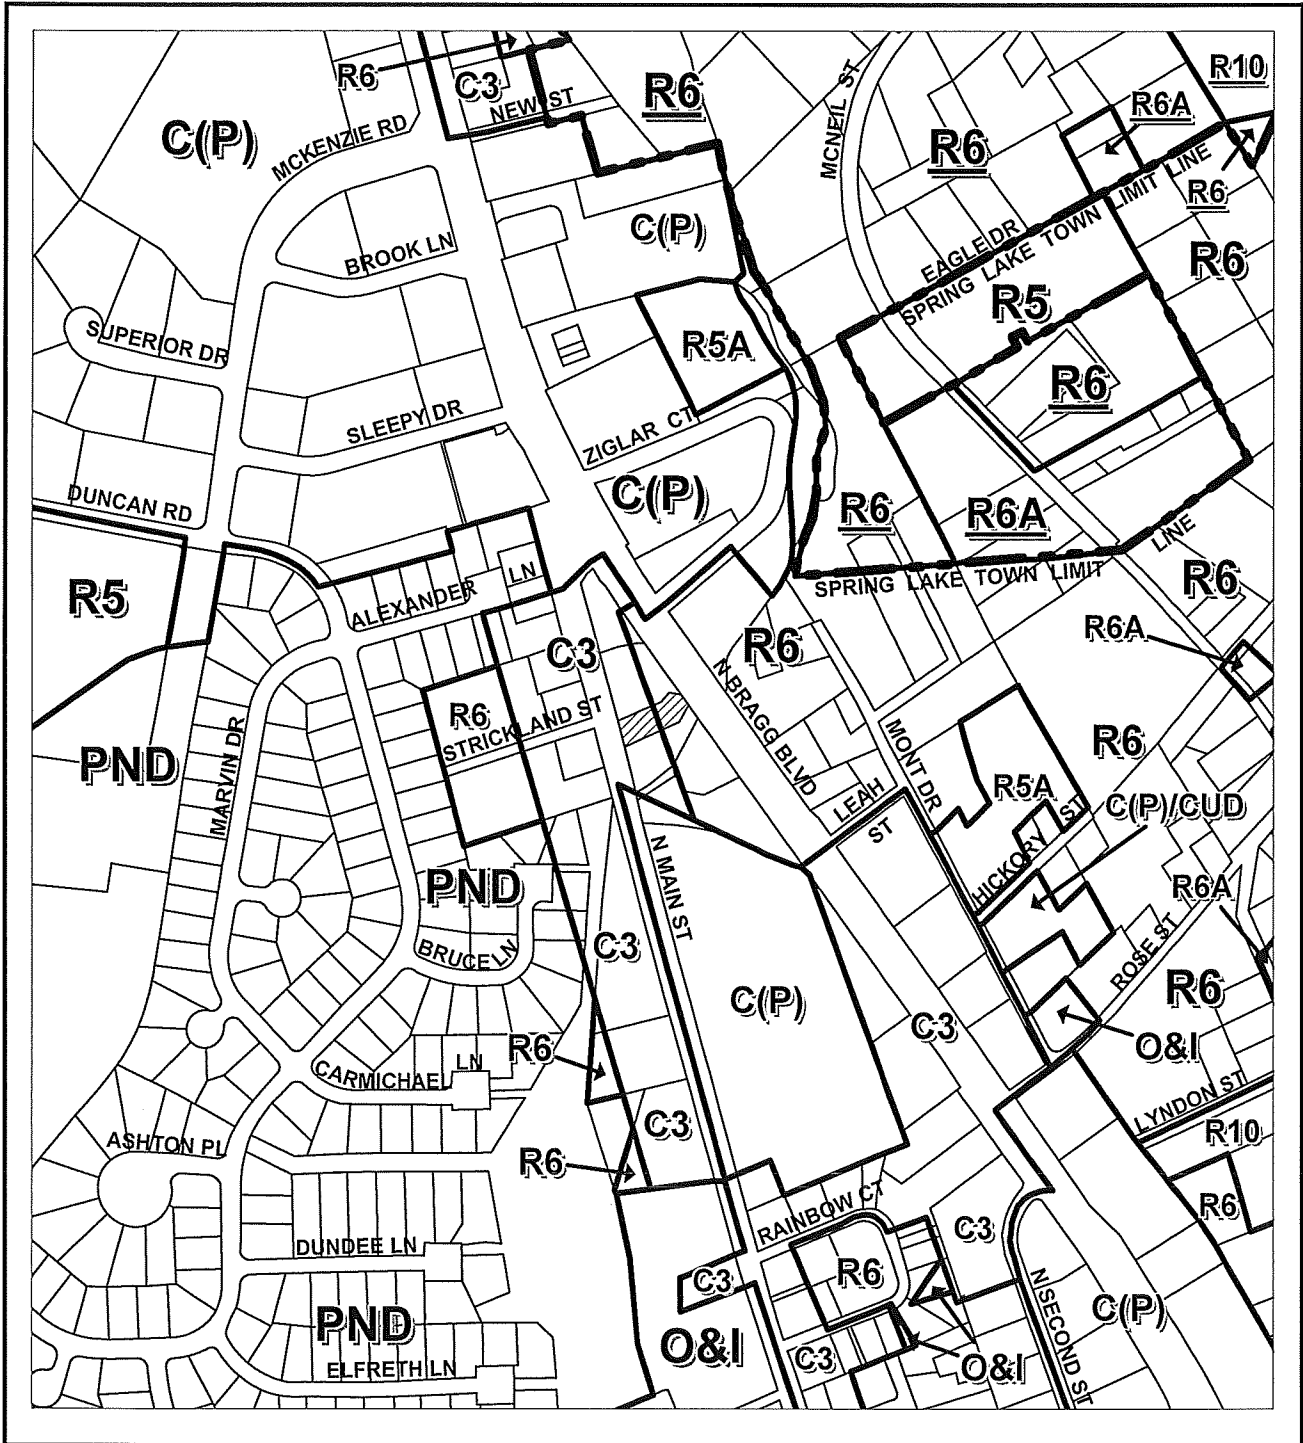 R6
C3
NEW ST
R6
R10
R6A
C(P)
MCKENZIE RD
MCNEIL ST
R6
R6
BROOK LN
C(P)
EAGLE DR
SPRING LAKE TOWN LIMIT LINE
R6
R5
SUPERIOR DR
R5A
R6
SLEEPY DR
ZIGLAR CT
DUNCAN RD
C(P)
R6
R6A
SPRING LAKE TOWN LIMIT LINE
R5
ALEXANDER LN
R6
R6A
C3
R6
R6
STRICKLAND ST
N BRAGG BLVD
MONT DR
R6
PND
MARVIN DR
LEAH ST
R5A
C(P)/CUD
HICKORY ST
N MAIN ST
PND
R6A
BRUCE LN
C3
C(P)
ROSE ST
R6
C3
O&I
R6
CARMICHAEL LN
C3
LYNDON ST
R10
ASHTON PL
R6
R6
RAINBOW CT
C3
DUNDEE LN
C3
R6
N SECOND ST
C(P)
PND
O&I
C3
O&I
ELFRETH LN